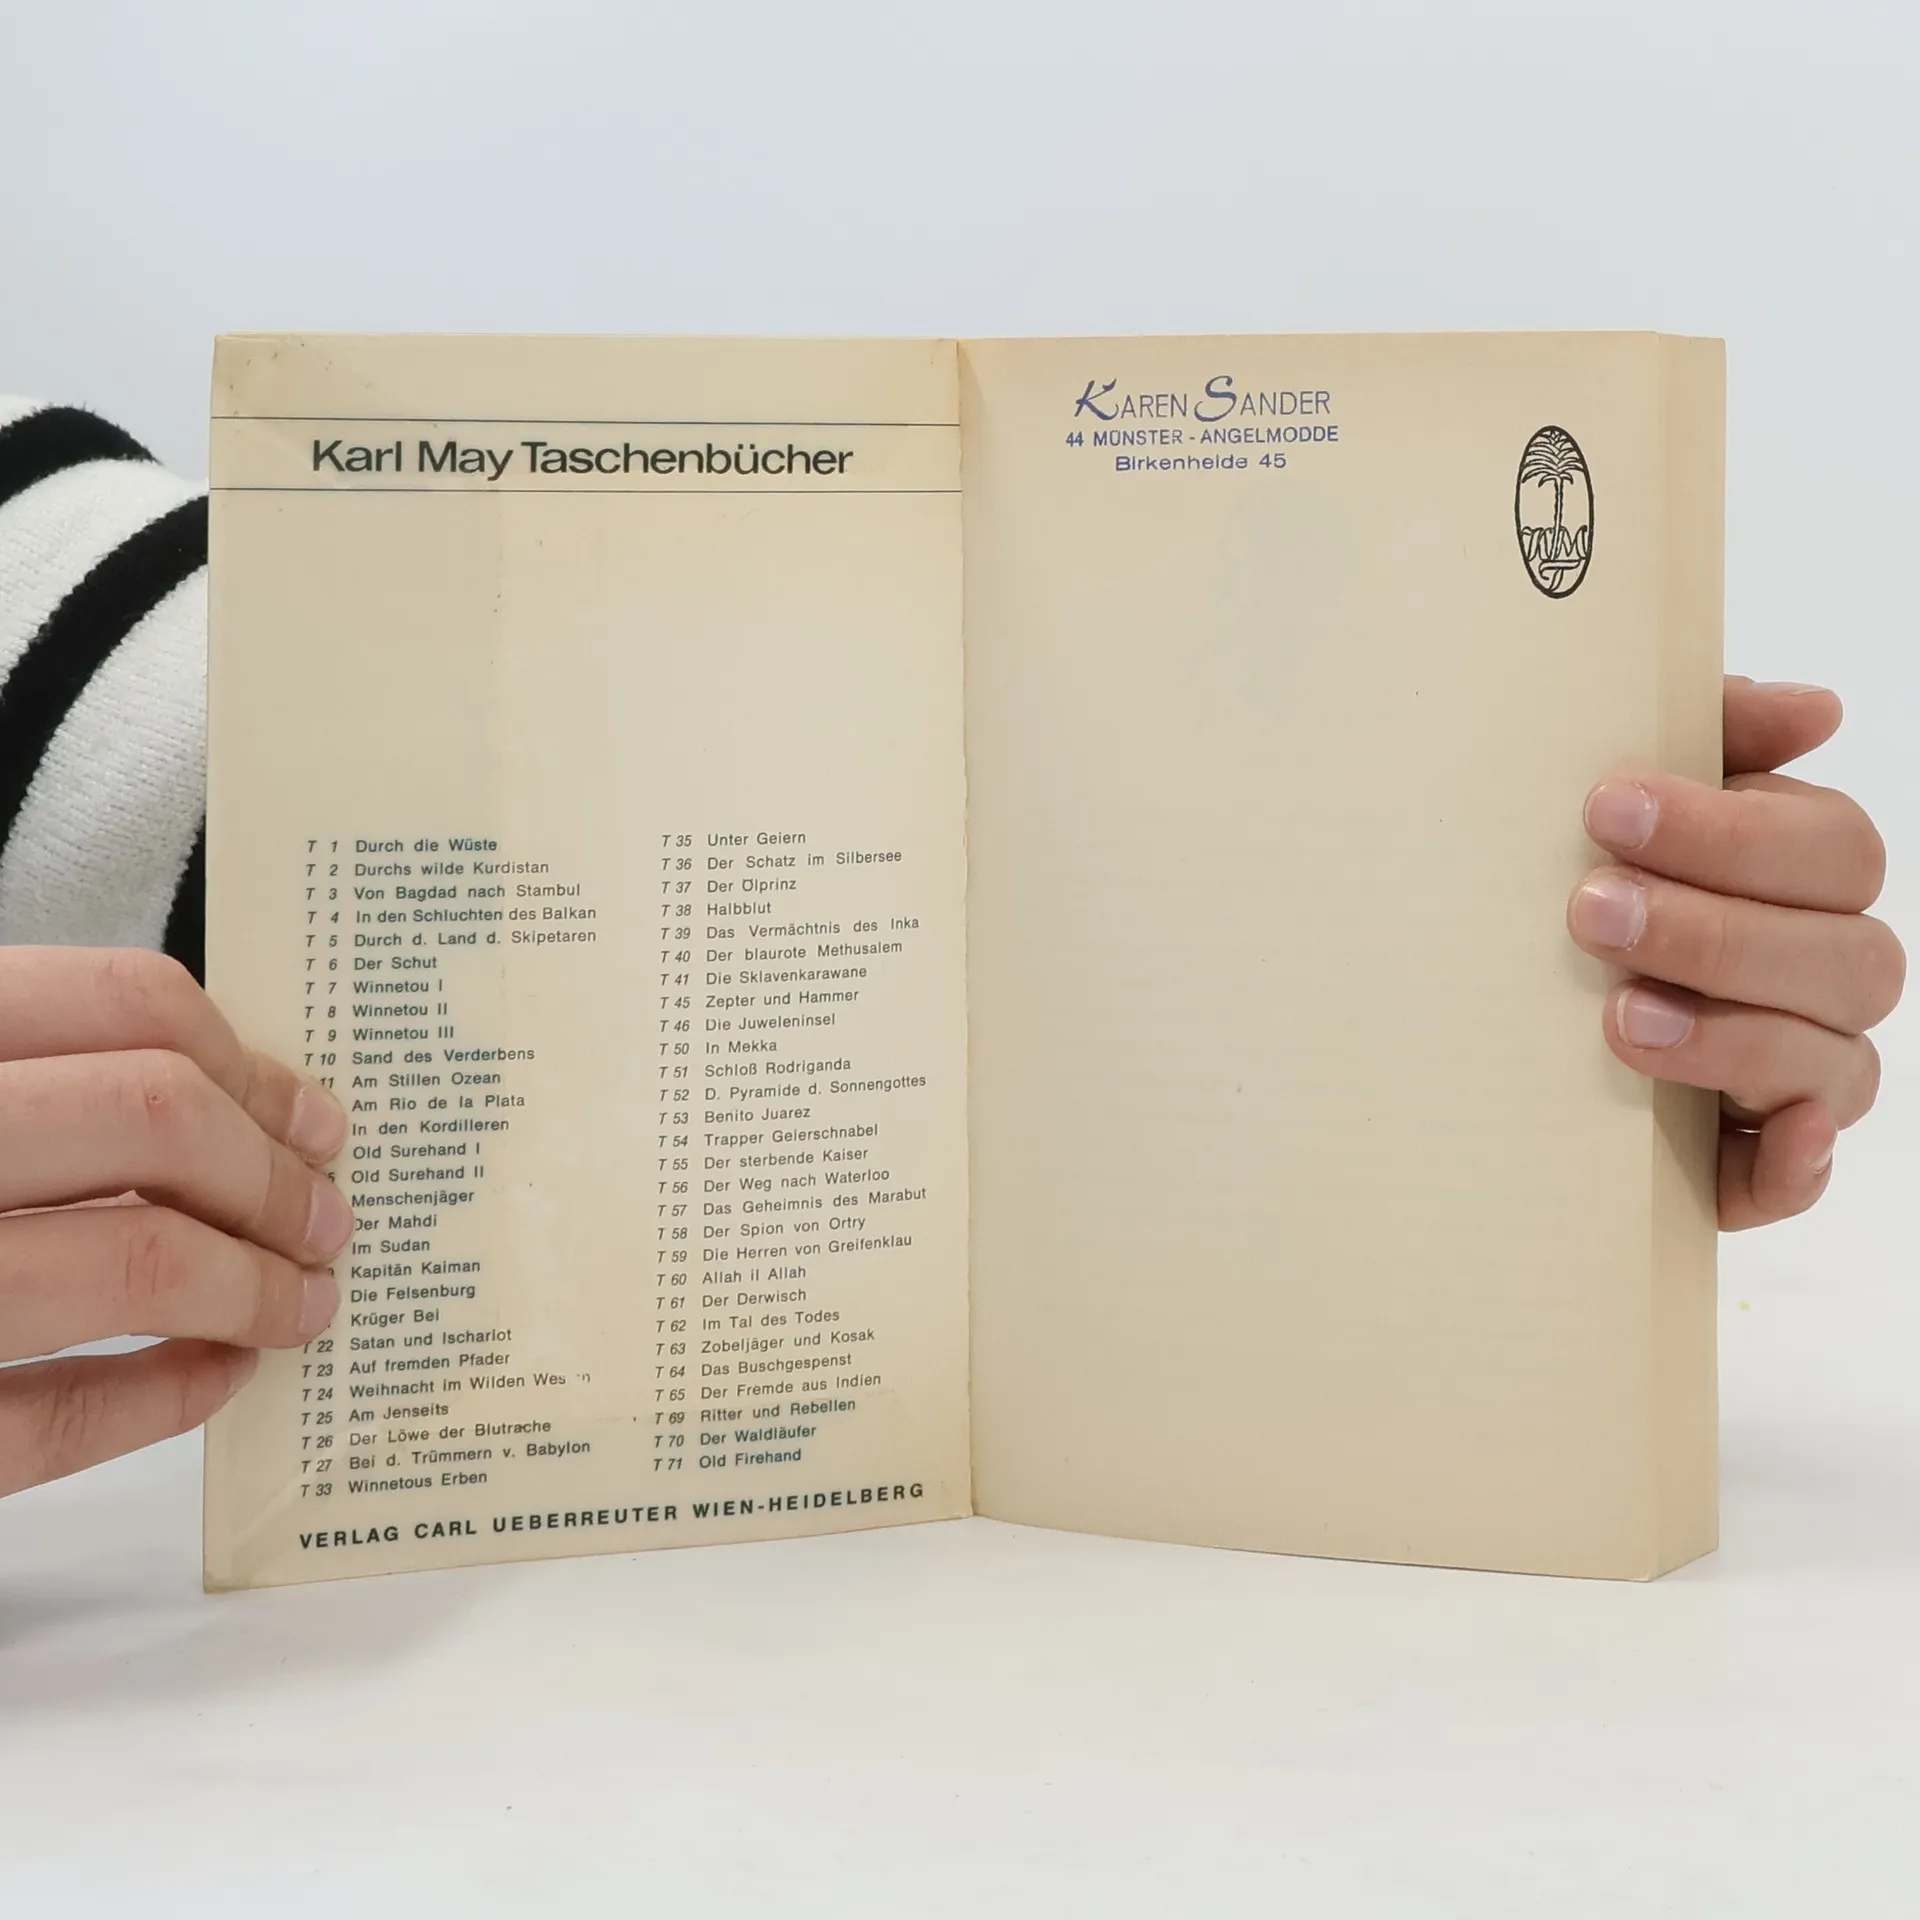 Karl May Taschenbücher
T 1 Durch die Wüste
T 2 Durchs wilde Kurdistan
T 3 Von Bagdad nach Stambul
T 4 In den Schluchten des Balkan
T 5 Durch d. Land d. Skipetaren
T 6 Der Schut
T 7 Winnetou I
T 8 Winnetou II
T 9 Winnetou III
T 10 Sand des Verderbens
11 Am Stillen Ozean
Am Rio de la Plata
In den Kordilleren
Old Surehand I
5 Old Surehand II
Menschenjäger
Der Mahdi
Im Sudan
Kapitän Kaiman
Die Felsenburg
Krüger Bei
T 22 Satan und Ischariot
T 23 Auf fremden Pfader
T 24 Weihnacht im Wilden
T 25 Am Jenseits
T 26 Der Löwe der Blutrache
T 27 Bei d. Trümmern v. Babylon
T 33 Winnetous Erben
T 35 Unter Geiern
T 36 Der Schatz im Silbersee
T 37 Der Ölprinz
T 38 Halbblut
T 39 Das Vermächtnis des Inka
T 40 Der blaurote Methusalem
T 41 Die Sklavenkarawane
T 45 Zepter und Hammer
T 46 Die Juweleninsel
T 50 In Mekka
T 51 Schloß Rodriganda
T 52 D. Pyramide d. Sonnengottes
T 53 Benito Juarez
T 54 Trapper Geierschnabel
T 55 Der sterbende Kaiser
T 56 Der Weg nach Waterloo
T 57 Das Geheimnis des Marabut
T 58 Der Spion von Ortry
T 59 Die Herren von Greifenklau
T 60 Allah il Allah
T 61 Der Derwisch
T 62 Im Tal des Todes
T 63 Zobeljäger und Kosak
T 64 Das Buschgespenst
T 65 Der Fremde aus Indien
T 69 Ritter und Rebellen
T 70 Der Waldläufer
T 71 Old Firehand
VERLAG CARL UEBERREUTER WIEN-HEIDELBERG
KAREN SANDER
44 MÜNSTER - ANGELMODDE
Birkenheide 45